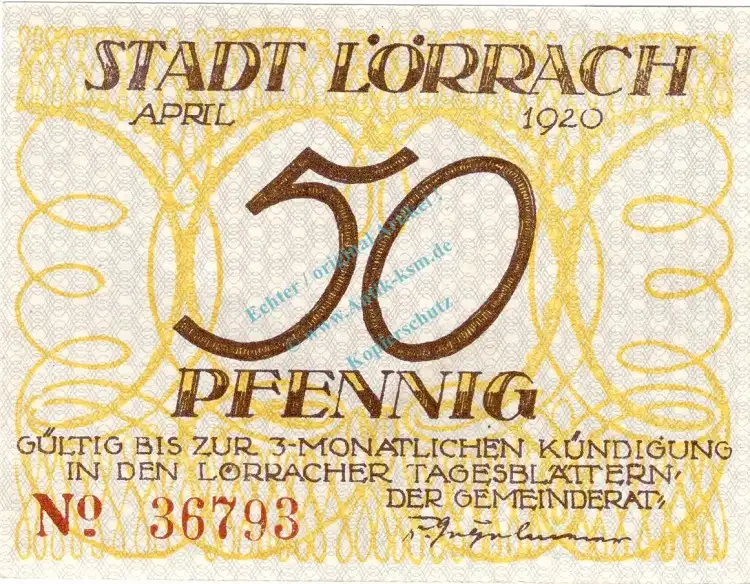 STADT LÖRRACH
APRIL 1920
50
PFENNIG
GÜLTIG BIS ZUR 3-MONATLICHEN KÜNDIGUNG
IN DEN LÖRRACHER TAGESBLÄTTERN,
DER GEMEINDERAT:
Nº 36793
Echter / original Antiker /
www.Antik-ksm.de
Kopierschutz